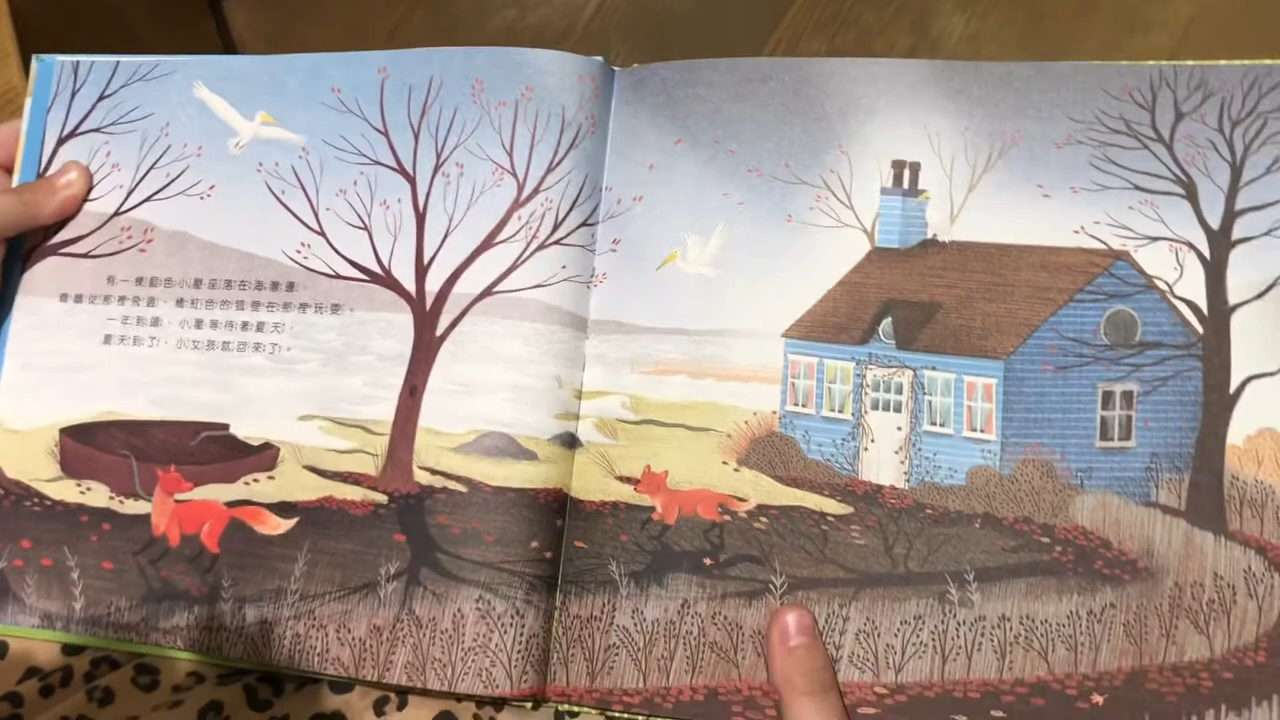 有一棟藍色小屋座落在海灘邊。
鵜鶘從那裡飛過，橘紅色的狐狸在那裡玩耍。
一年到頭，小屋等待著夏天，
夏天到了，小女孩就回來了。